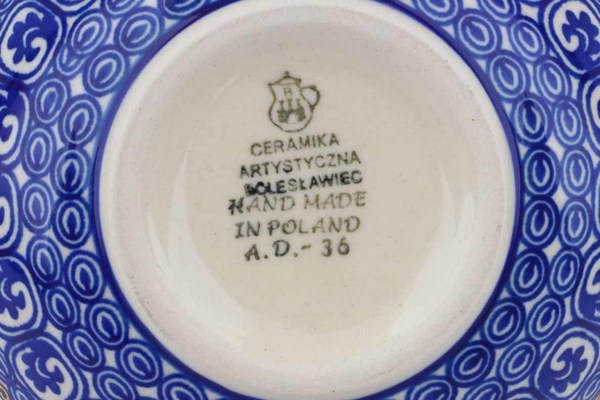 CERAMIKA
ARTYSTYCZNA
BOLESŁAWIEC
HAND MADE
IN POLAND
A.D.- 36